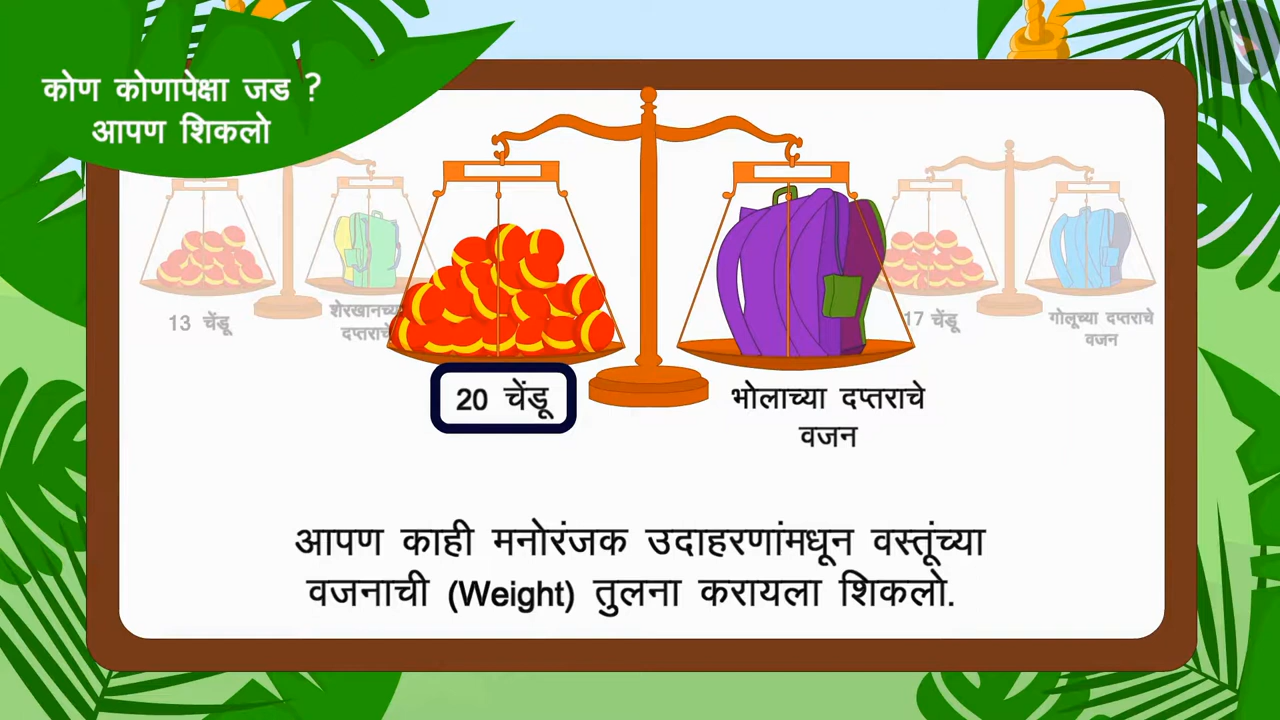 कोण कोणापेक्षा जड ?
आपण शिकलो
13 चेंडू
शेरखानच्या
दप्तराचे
20 चेंडू
भोलाच्या दप्तराचे
वजन
17 चेंडू
गोलूच्या दप्तराचे
वजन
आपण काही मनोरंजक उदाहरणांमधून वस्तूंच्या
वजनाची (Weight) तुलना करायला शिकलो.